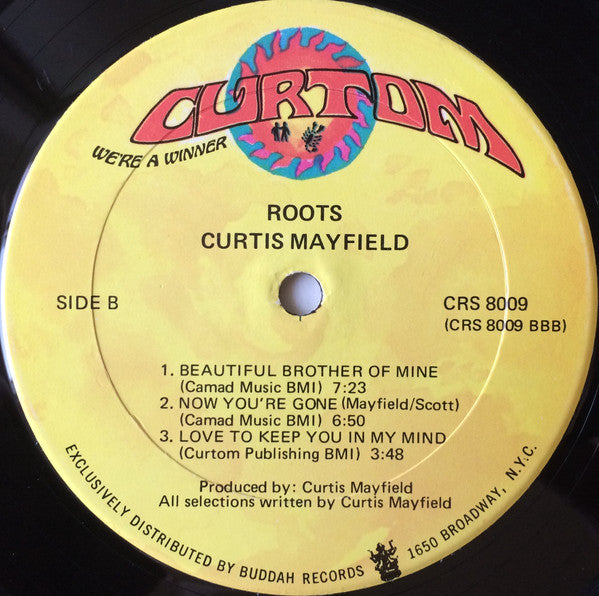 CURTOM
WE'RE A WINNER
ROOTS
CURTIS MAYFIELD
SIDE B
CRS 8009
(CRS 8009 BBB)
1. BEAUTIFUL BROTHER OF MINE
(Camad Music BMI) 7:23
2. NOW YOU'RE GONE (Mayfield/Scott)
(Camad Music BMI) 6:50
3. LOVE TO KEEP YOU IN MY MIND
(Curtom Publishing BMI) 3:48
Produced by: Curtis Mayfield
All selections written by Curtis Mayfield
EXCLUSIVELY DISTRIBUTED BY BUDDAH RECORDS 1650 BROADWAY, N.Y.C.